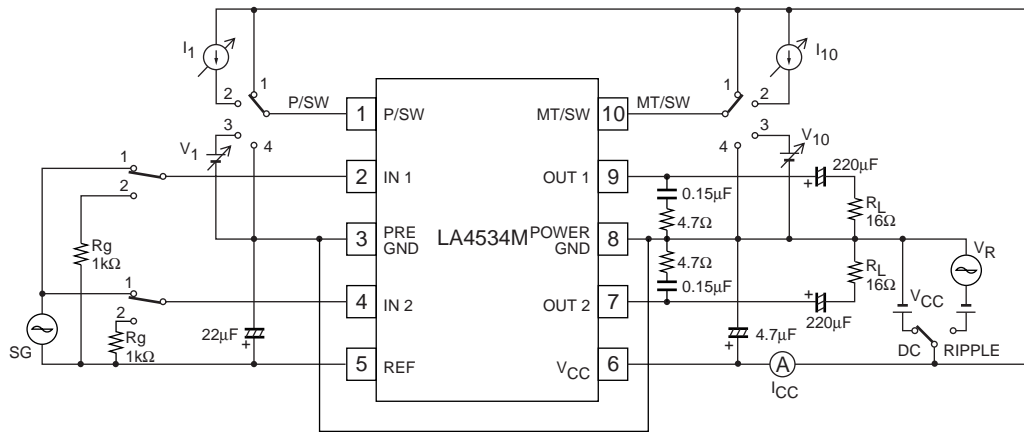 I1
I10
1
2
P/SW
3
4
V1
1
P/SW
MT/SW
10
MT/SW
1
2
3
4
V10
220µF
+
1
2
2
IN 1
OUT 1
9
0.15µF
4.7Ω
RL
16Ω
Rg
1kΩ
3
PRE
GND
LA4534M
POWER
GND
8
4.7Ω
0.15µF
RL
16Ω
VR
1
2
4
IN 2
OUT 2
7
+
220µF
VCC
SG
Rg
1kΩ
22µF
+
5
REF
VCC
6
4.7µF
+
A
ICC
DC
RIPPLE